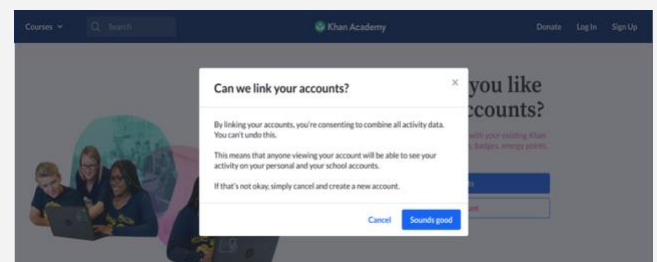 Courses
Search
Khan Academy
Donate
Log In
Sign Up
you like
ccounts?
with your existing Khan
badges, energy points.
Can we link your accounts?
By linking your accounts, you're consenting to combine all activity data.
You can't undo this.
This means that anyone viewing your account will be able to see your
activity on your personal and your school accounts.
If that's not okay, simply cancel and create a new account.
Cancel
Sounds good